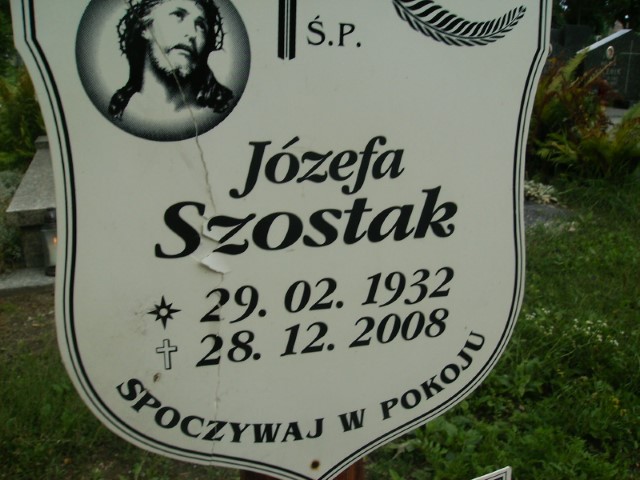 Ś.P.
Józefa
Szostak
29. 02. 1932
28. 12. 2008
SPOCZYWAJ W POKOJU